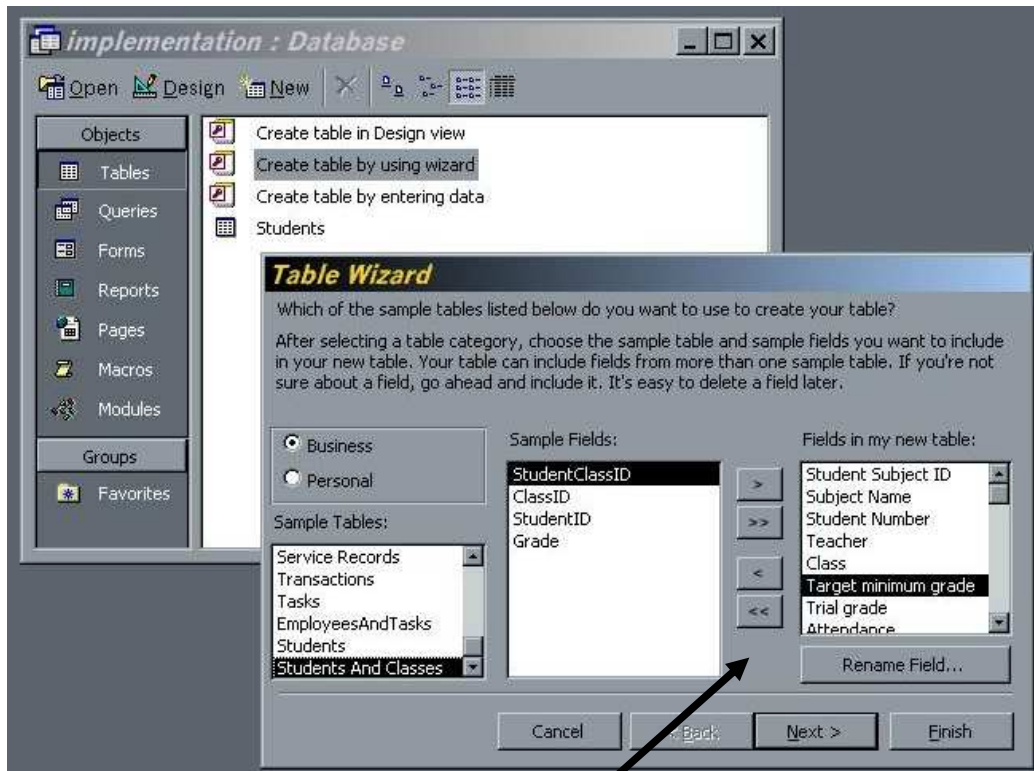 implementation : Database
Open Design New
Objects
Tables
Queries
Forms
Reports
Pages
Macros
Modules
Groups
Favorites
Create table in Design view
Create table by using wizard
Create table by entering data
Students
Table Wizard
Which of the sample tables listed below do you want to use to create your table?
After selecting a table category, choose the sample table and sample fields you want to include
in your new table. Your table can include fields from more than one sample table. If you're not
sure about a field, go ahead and include it. It's easy to delete a field later.
Business
Personal
Sample Tables:
Service Records
Transactions
Tasks
EmployeesAndTasks
Students
Students And Classes
Sample Fields:
StudentClassID
ClassID
StudentID
Grade
>
>>
<
<<
Fields in my new table:
Student Subject ID
Subject Name
Student Number
Teacher
Class
Target minimum grade
Trial grade
Attendance
Rename Field...
Cancel
< Back
Next >
Finish